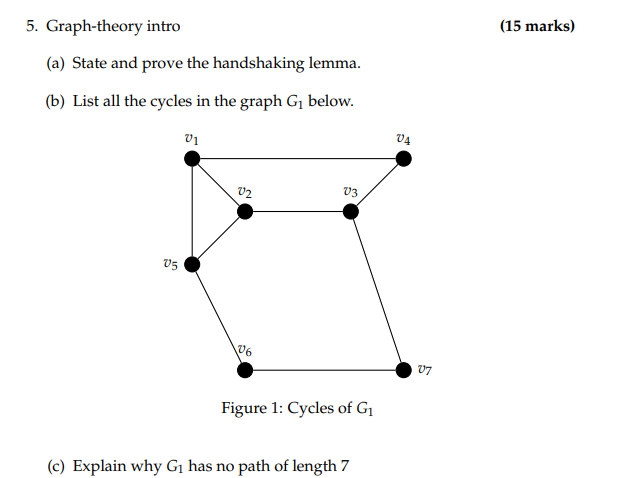 5. Graph-theory intro (15 marks)
(a) State and prove the handshaking lemma.
(b) List all the cycles in the graph G₁ below.
v₁ v₄
v₂ v₃
v₅
v₆
v₇
Figure 1: Cycles of G₁
(c) Explain why G₁ has no path of length 7